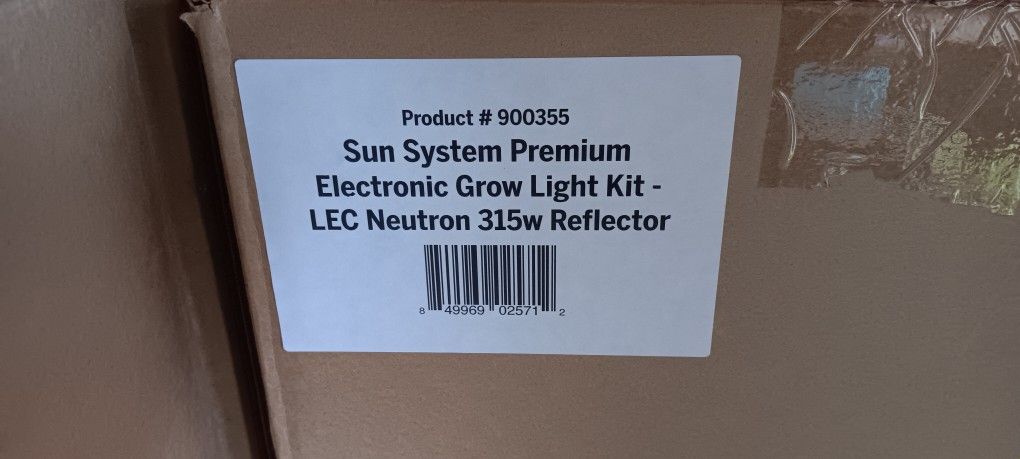 Product # 900355
Sun System Premium
Electronic Grow Light Kit -
LEC Neutron 315w Reflector
8 49969 02571 2